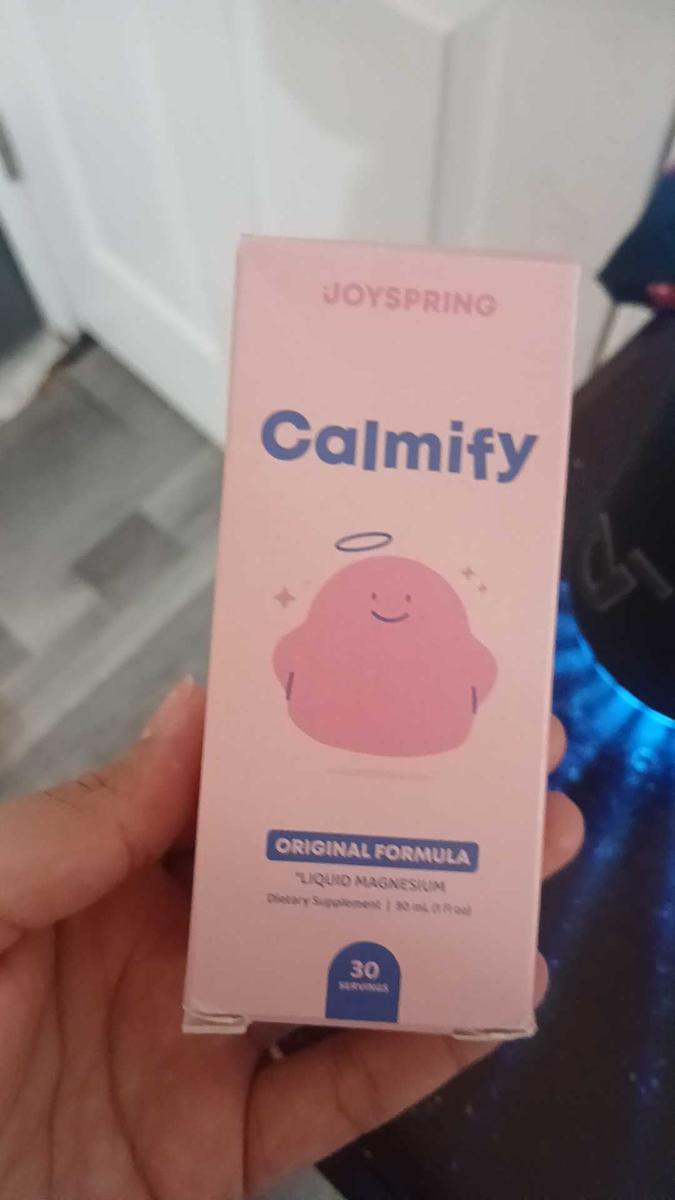 JOYSPRING
Calmify
ORIGINAL FORMULA
*LIQUID MAGNESIUM
Dietary Supplement | 30 mL (1 fl oz)
30
SERVINGS